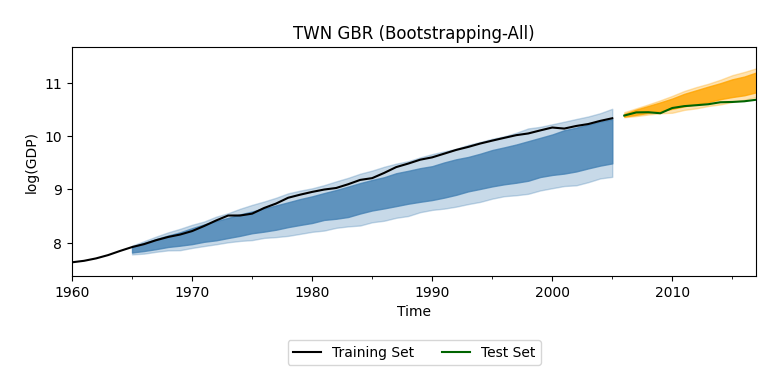 TWN GBR (Bootstrapping-All)
log(GDP)
11
10
9
8
1960 1970 1980 1990 2000 2010
Time
Training Set Test Set